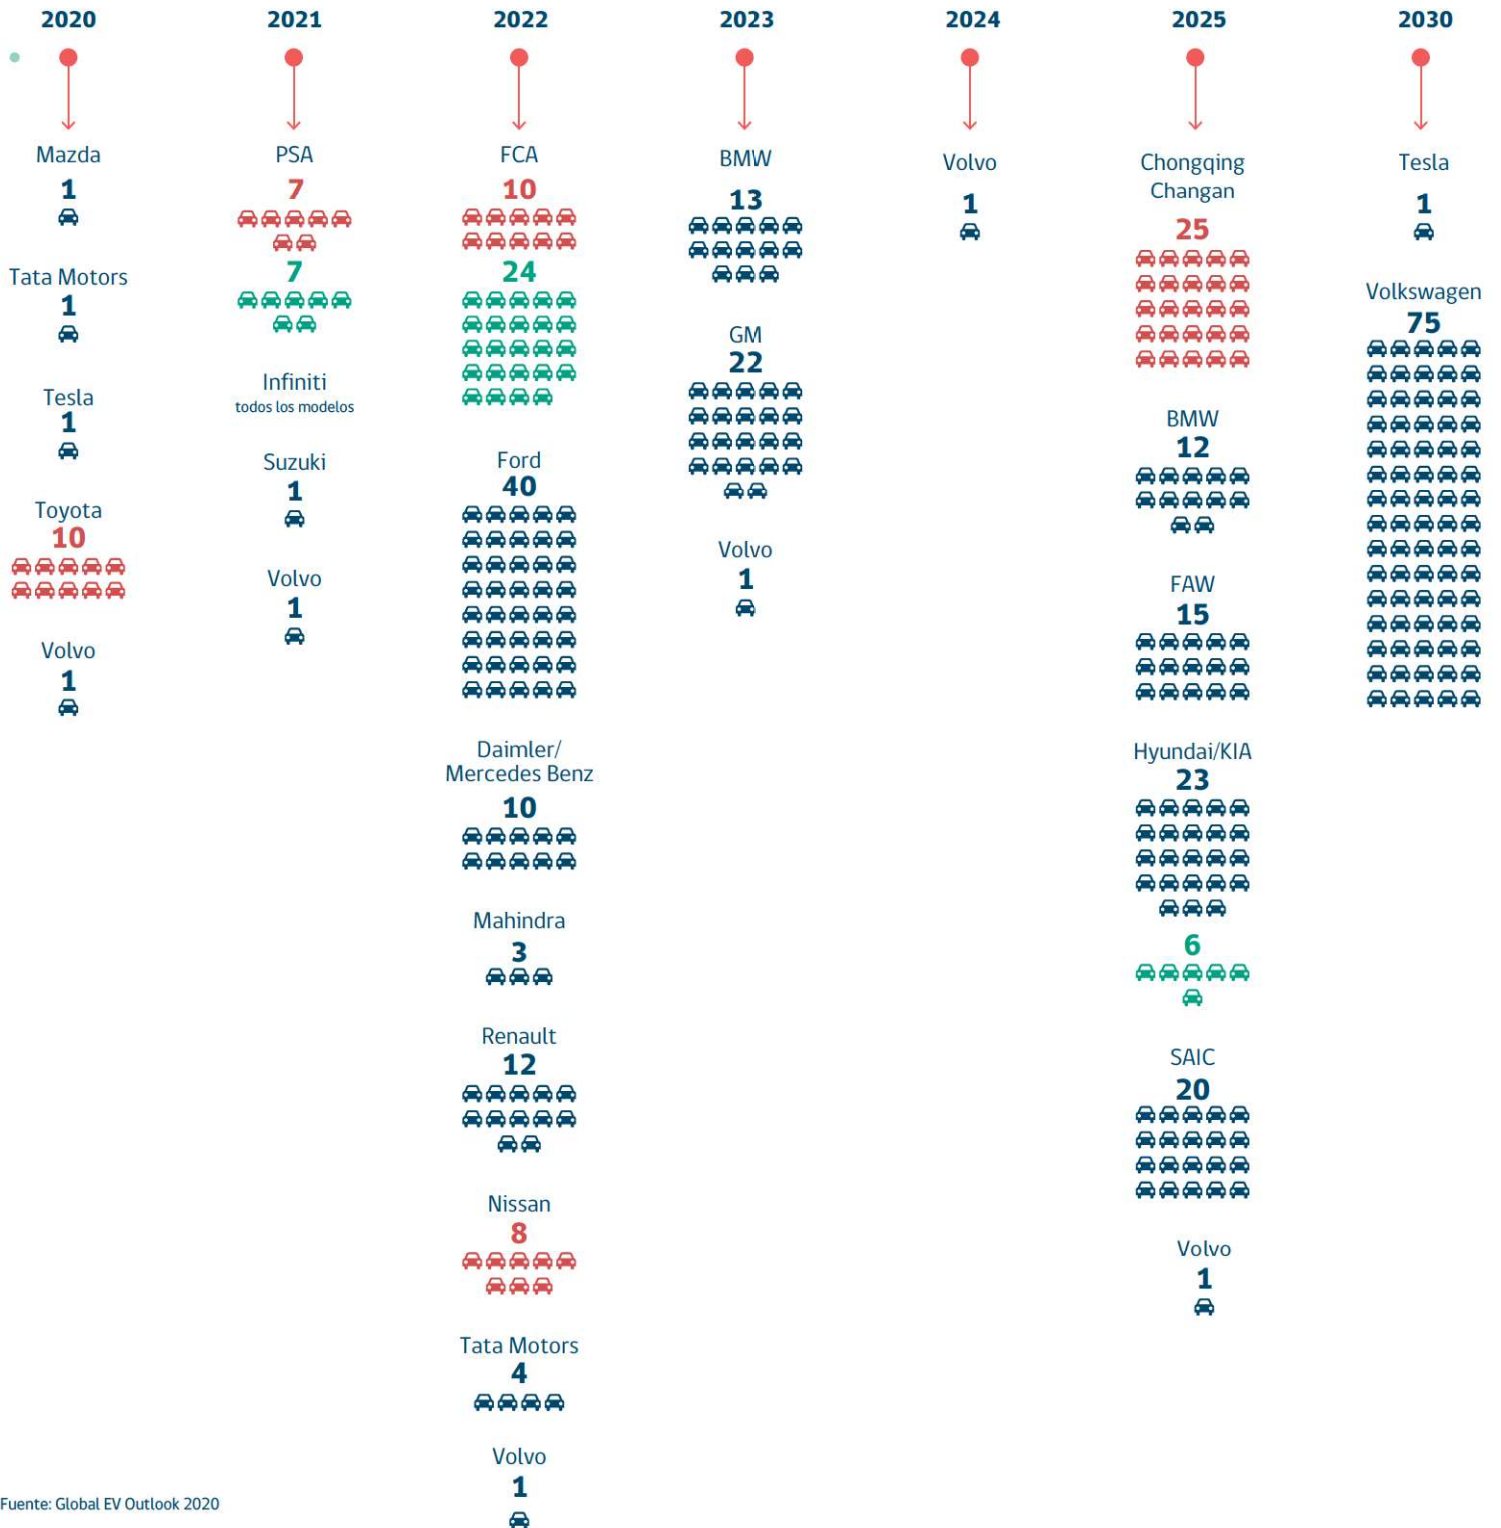 2020
Mazda
1
Tata Motors
1
Tesla
1
Toyota
10
Volvo
1
2021
PSA
7
7
Infiniti
todos los modelos
Suzuki
1
Volvo
1
2022
FCA
10
24
Ford
40
Daimler/
Mercedes Benz
10
Mahindra
3
Renault
12
Nissan
8
Tata Motors
4
Volvo
1
2023
BMW
13
GM
22
Volvo
1
2024
Volvo
1
2025
Chongqing
Changan
25
BMW
12
FAW
15
Hyundai/KIA
23
6
SAIC
20
Volvo
1
2030
Tesla
1
Volkswagen
75
Fuente: Global EV Outlook 2020